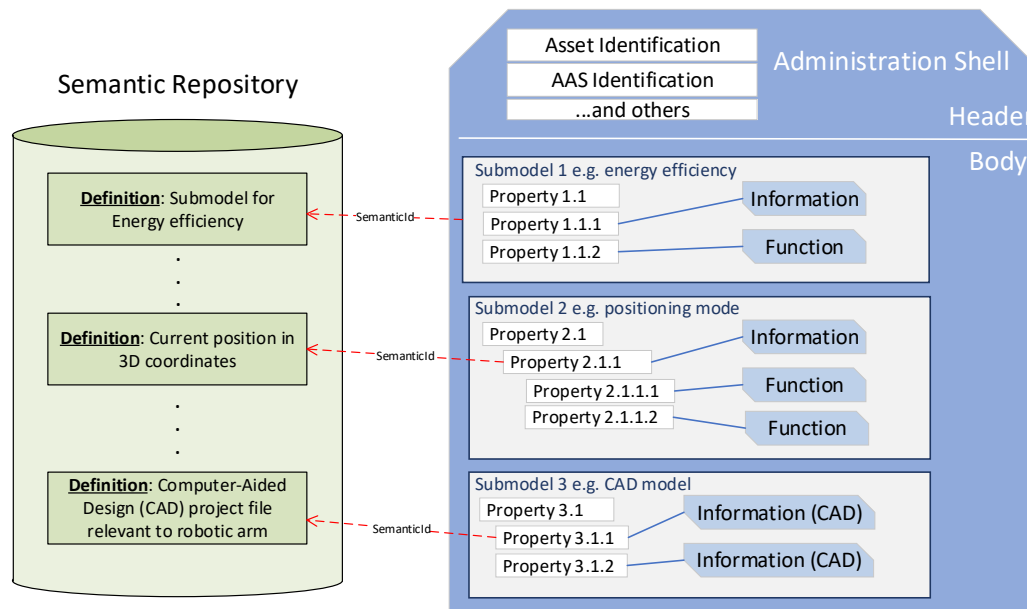 Semantic Repository
Definition: Submodel for
Energy efficiency
.
.
.
Definition: Current position in
3D coordinates
.
.
.
Definition: Computer-Aided
Design (CAD) project file
relevant to robotic arm
SemanticId
SemanticId
SemanticId
Asset Identification
AAS Identification
...and others
Administration Shell
Header
Body
Submodel 1 e.g. energy efficiency
Property 1.1
Property 1.1.1
Property 1.1.2
Information
Function
Submodel 2 e.g. positioning mode
Property 2.1
Property 2.1.1
Property 2.1.1.1
Property 2.1.1.2
Information
Function
Function
Submodel 3 e.g. CAD model
Property 3.1
Property 3.1.1
Property 3.1.2
Information (CAD)
Information (CAD)